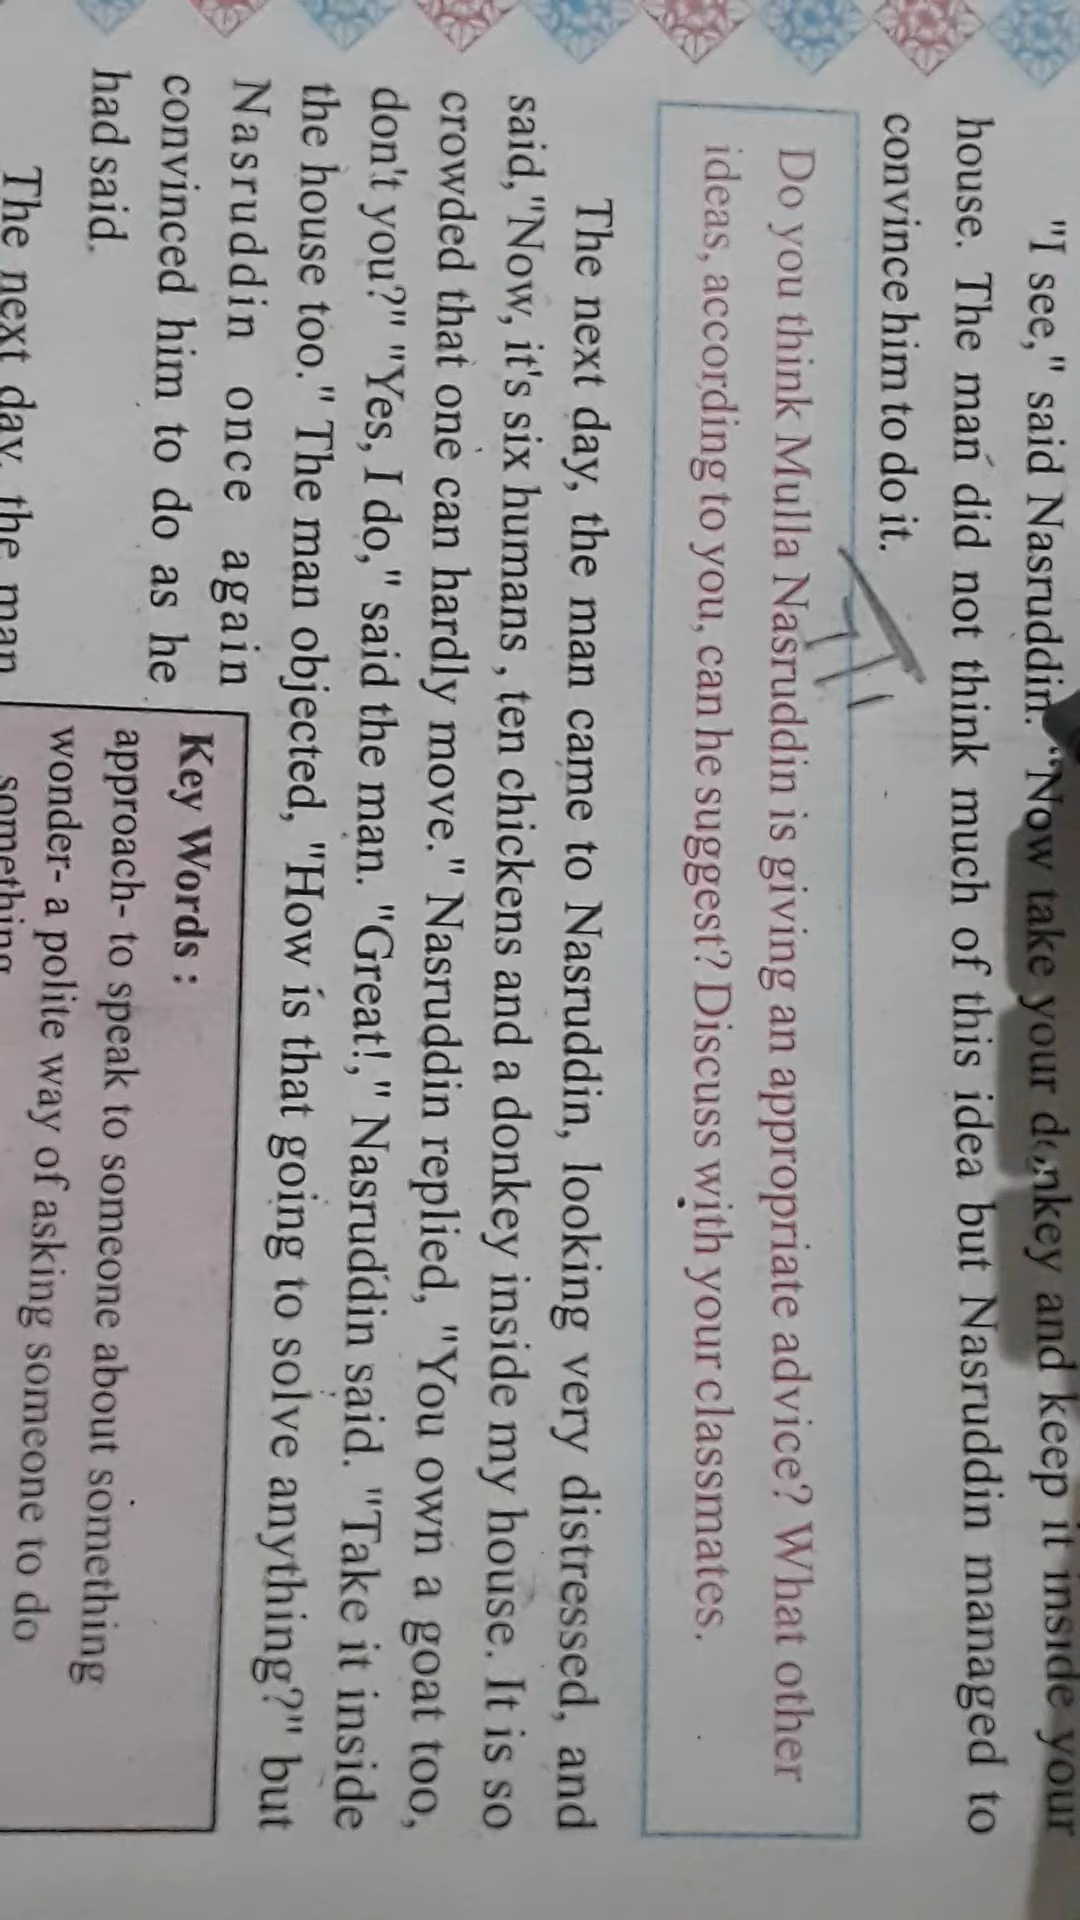 "I see," said Nasruddin. "Now take your donkey and keep it inside your
house. The man did not think much of this idea but Nasruddin managed to
convince him to do it.
Do you think Mulla Nasruddin is giving an appropriate advice? What other
ideas, according to you, can he suggest? Discuss with your classmates.
The next day, the man came to Nasruddin, looking very distressed, and
said,"Now, it's six humans , ten chickens and a donkey inside my house. It is so
crowded that one can hardly move." Nasruddin replied, "You own a goat too,
don't you?" "Yes, I do," said the man. "Great!," Nasruddin said. "Take it inside
the house too." The man objected, "How is that going to solve anything?" but
Nasruddin once again
convinced him to do as he
had said.
The next day, the man
Key Words :
approach- to speak to someone about something
wonder- a polite way of asking someone to do
something